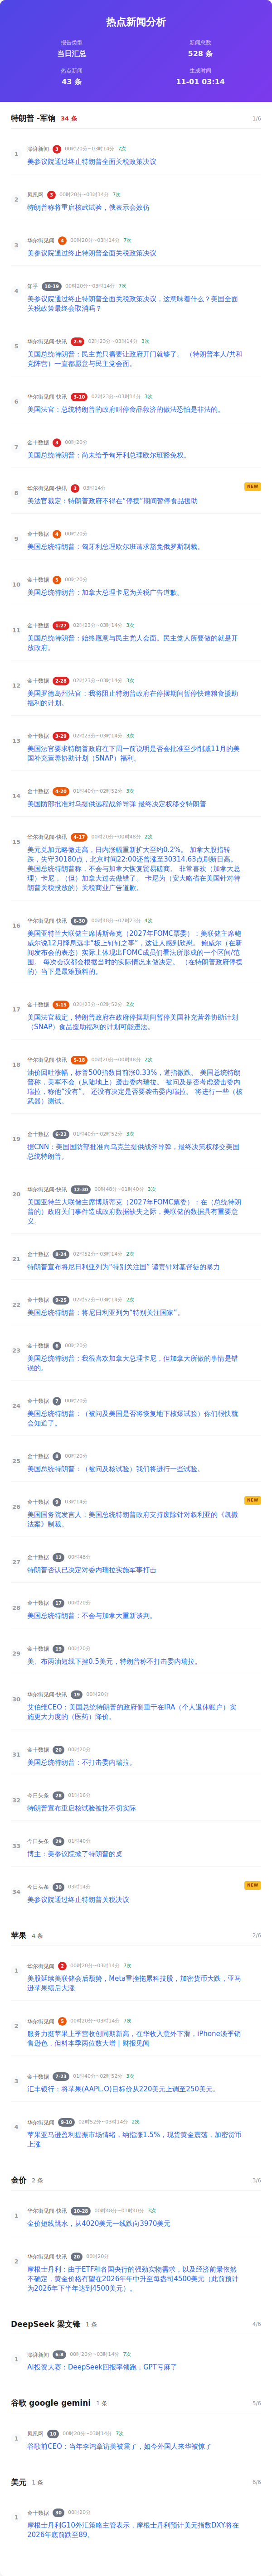 热点新闻分析
报告类型
当日汇总
新闻总数
528 条
热点新闻
43 条
生成时间
11-01 03:14
特朗普 -军饷 34 条 1/6
1 澎湃新闻 3 00时20分~03时14分 7次
美参议院通过终止特朗普全面关税政策决议
2 凤凰网 3 00时20分~03时14分 7次
特朗普称将重启核武试验，俄表示会效仿
3 华尔街见闻 4 00时20分~03时14分 7次
美参议院通过终止特朗普全面关税政策决议
4 知乎 10-19 00时20分~03时14分 7次
美参议院通过终止特朗普全面关税政策决议，这意味着什么？美国全面
关税政策最终会取消吗？
5 华尔街见闻-快讯 2-9 02时23分~03时14分 3次
美国总统特朗普：民主党只需要让政府开门就够了。（特朗普本人/共和
党阵营）一直都愿意与民主党会面。
6 华尔街见闻-快讯 3-10 02时23分~03时14分 3次
美国法官：总统特朗普的政府叫停食品救济的做法恐怕是非法的。
7 金十数据 3 00时20分
美国总统特朗普：尚未给予匈牙利总理欧尔班豁免权。
8 华尔街见闻-快讯 3 03时14分 NEW
美法官裁定：特朗普政府不得在“停摆”期间暂停食品援助
9 金十数据 4 00时20分
美国总统特朗普：匈牙利总理欧尔班请求豁免俄罗斯制裁。
10 金十数据 5 00时20分
美国总统特朗普：加拿大总理卡尼为关税广告道歉。
11 金十数据 1-27 02时23分~03时14分 3次
美国总统特朗普：始终愿意与民主党人会面。民主党人所要做的就是开
放政府。
12 金十数据 2-28 02时23分~03时14分 3次
美国罗德岛州法官：我将阻止特朗普政府在停摆期间暂停快速粮食援助
福利的计划。
13 金十数据 3-29 02时23分~03时14分 3次
美国法官要求特朗普政府在下周一前说明是否会批准至少削减11月的美
国补充营养协助计划（SNAP）福利。
14 金十数据 4-20 01时40分~02时52分 3次
美国防部批准对乌提供远程战斧导弹 最终决定权移交特朗普
15 华尔街见闻-快讯 4-17 00时20分~00时48分 2次
美元兑加元略微走高，日内涨幅重新扩大至约0.2%。 加拿大股指转
跌，失守30180点，北京时间22:00还曾涨至30314.63点刷新日高。
美国总统特朗普称，不会与加拿大恢复贸易磋商。 非常喜欢（加拿大总
理）卡尼，（但）加拿大过去做错了。 卡尼为（安大略省在美国针对特
朗普关税投放的）关税商业广告道歉。
16 华尔街见闻-快讯 6-30 00时48分~02时23分 4次
美国亚特兰大联储主席博斯蒂克（2027年FOMC票委）：美联储主席鲍
威尔说12月降息远非“板上钉钉之事”，这让人感到欣慰。 鲍威尔（在新
闻发布会的表态）实际上体现出FOMC成员们看法所形成的一个区间/范
围。 每次会议都会根据当时的实际情况来做决定。 （在特朗普政府停摆
的）当下是最难预料的。
17 金十数据 5-15 02时23分~02时52分 2次
美国法官裁定，特朗普政府在政府停摆期间暂停美国补充营养协助计划
（SNAP）食品援助福利的计划可能违法。
18 华尔街见闻-快讯 5-18 00时20分~00时48分 2次
油价回吐涨幅，标普500指数目前涨0.33%，道指微跌。 美国总统特朗
普称，美军不会（从陆地上）袭击委内瑞拉。 被问及是否考虑袭击委内
瑞拉，称他“没有”。 还没有决定是否要袭击委内瑞拉。 将进行一些（核
武器）测试。
19 金十数据 6-22 01时40分~02时52分 3次
据CNN：美国国防部批准向乌克兰提供战斧导弹，最终决策权移交美国
总统特朗普。
20 华尔街见闻-快讯 12-30 00时48分~01时40分 3次
美国亚特兰大联储主席博斯蒂克（2027年FOMC票委）：在（总统特朗
普的）政府关门事件造成政府数据缺失之际，美联储的数据具有重要意
义。
21 金十数据 8-24 02时52分~03时14分 2次
特朗普宣布将尼日利亚列为“特别关注国” 谴责针对基督徒的暴力
22 金十数据 9-25 02时52分~03时14分 2次
美国总统特朗普：将尼日利亚列为“特别关注国家”。
23 金十数据 6 00时20分
美国总统特朗普：我很喜欢加拿大总理卡尼，但加拿大所做的事情是错
误的。
24 金十数据 7 00时20分
美国总统特朗普：（被问及美国是否将恢复地下核爆试验）你们很快就
会知道了。
25 金十数据 8 00时20分
美国总统特朗普：（被问及核试验）我们将进行一些试验。
26 金十数据 9 03时14分 NEW
美国国务院发言人：美国总统特朗普政府支持废除针对叙利亚的《凯撒
法案》制裁。
27 金十数据 12 00时48分
特朗普否认已决定对委内瑞拉实施军事打击
28 金十数据 17 00时20分
美国总统特朗普：不会与加拿大重新谈判。
29 金十数据 19 00时20分
美、布两油短线下挫0.5美元，特朗普称不打击委内瑞拉。
30 华尔街见闻-快讯 19 00时20分
艾伯维CEO：美国总统特朗普的政府侧重于在IRA（个人退休账户）实
施更大力度的（医药）降价。
31 金十数据 20 00时20分
美国总统特朗普：不打击委内瑞拉。
32 今日头条 28 01时16分
特朗普宣布重启核试验被批不切实际
33 今日头条 29 01时40分
博主：美参议院掀了特朗普的桌
34 今日头条 30 03时14分 NEW
美参议院通过终止特朗普关税决议
苹果 4 条 2/6
1 华尔街见闻 2 00时20分~03时14分 7次
美股延续美联储会后颓势，Meta重挫拖累科技股，加密货币大跌，亚马
逊苹果绩后大涨
2 华尔街见闻 5 00时20分~03时14分 7次
服务力挺苹果上季营收创同期新高，在华收入意外下滑，iPhone淡季销
售逊色，但料本季两位数大增 | 财报见闻
3 金十数据 7-23 01时40分~02时52分 3次
汇丰银行：将苹果(AAPL.O)目标价从220美元上调至250美元。
4 华尔街见闻 9-10 02时52分~03时14分 2次
苹果亚马逊盈利提振市场情绪，纳指涨1.5%，现货黄金震荡，加密货币
上涨
金价 2 条 3/6
1 华尔街见闻-快讯 10-28 00时48分~01时40分 3次
金价短线跳水，从4020美元一线跌向3970美元
2 华尔街见闻-快讯 20 00时20分
摩根士丹利：由于ETF和各国央行的强劲实物需求，以及经济前景依然
不确定，黄金价格有望在2026年年中升至每盎司4500美元（此前预计
为2026年下半年达到4500美元）。
DeepSeek 梁文锋 1 条 4/6
1 澎湃新闻 6-8 00时20分~03时14分 7次
AI投资大赛：DeepSeek回报率领跑，GPT亏麻了
谷歌 google gemini 1 条 5/6
1 凤凰网 10 00时20分~03时14分 7次
谷歌前CEO：当年李鸿章访美被震了，如今外国人来华被惊了
美元 1 条 6/6
1 金十数据 30 00时20分
摩根士丹利G10外汇策略主管表示，摩根士丹利预计美元指数DXY将在
2026年底前跌至89。